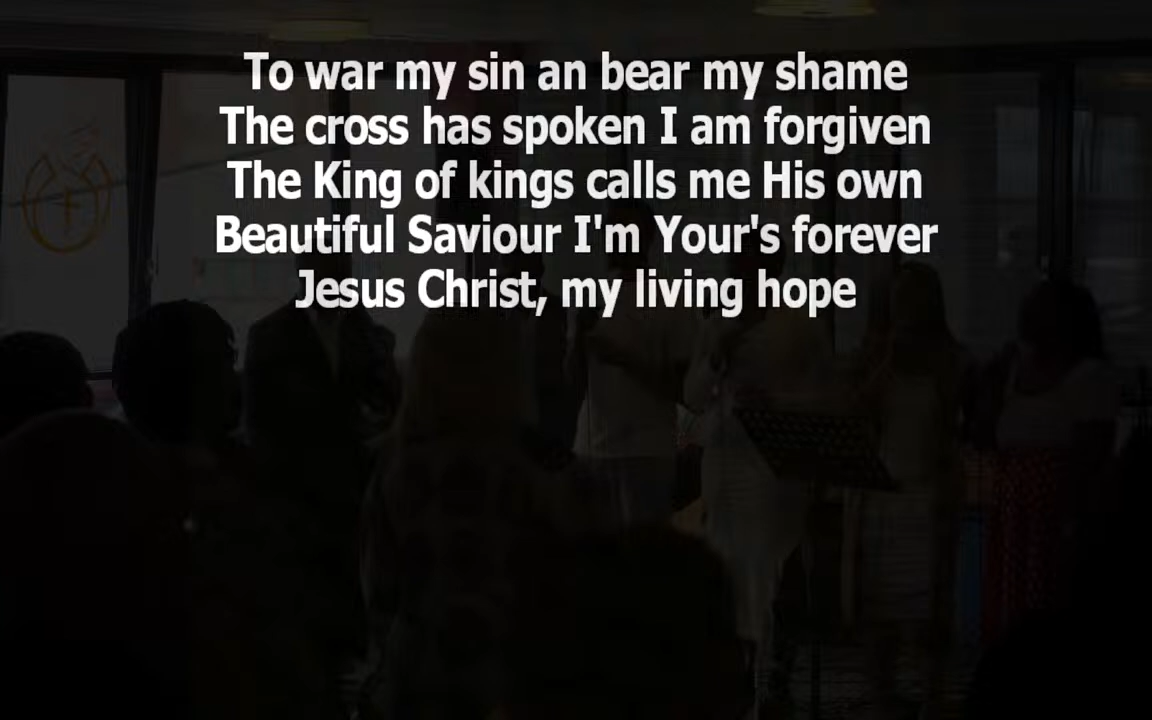 To war my sin an bear my shame
The cross has spoken I am forgiven
The King of kings calls me His own
Beautiful Saviour I'm Your's forever
Jesus Christ, my living hope